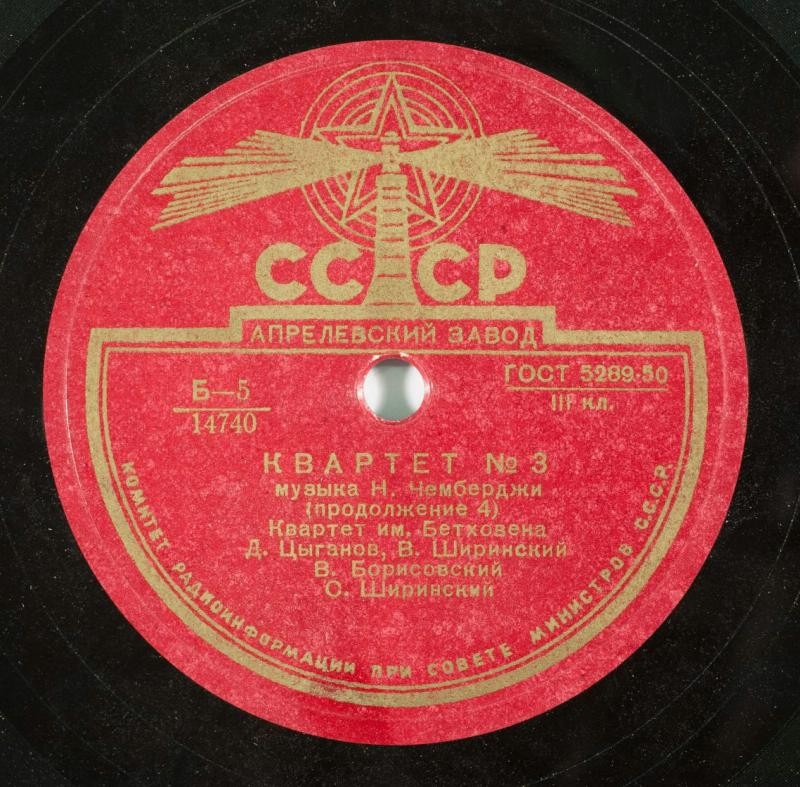 СССР
АПРЕЛЕВСКИЙ ЗАВОД
Б—5
14740
ГОСТ 5289-50
III кл.
КВАРТЕТ № 3
музыка Н. Чемберджи
(продолжение 4)
Квартет им. Бетховена
Д. Цыганов, В. Ширинский
В. Борисовский
С. Ширинский
КОМИТЕТ РАДИОИНФОРМАЦИИ ПРИ СОВЕТЕ МИНИСТРОВ СССР.